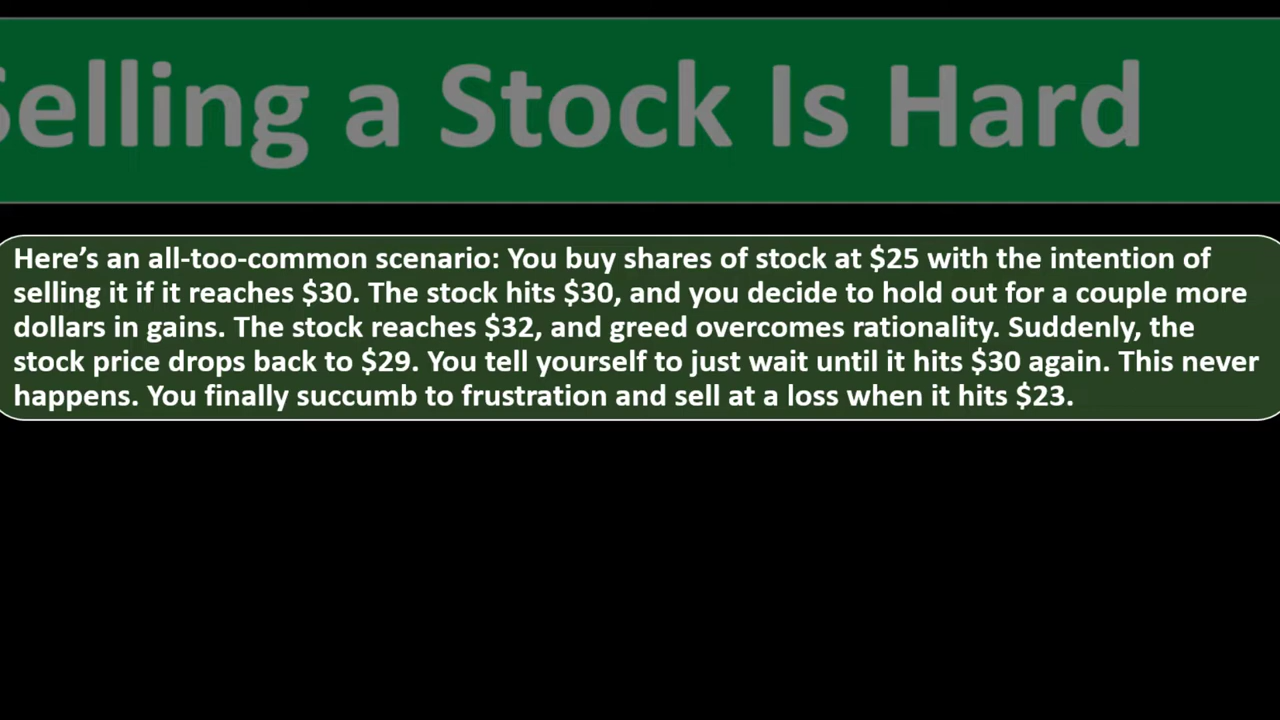 Selling a Stock Is Hard
Here’s an all-too-common scenario: You buy shares of stock at $25 with the intention of
selling it if it reaches $30. The stock hits $30, and you decide to hold out for a couple more
dollars in gains. The stock reaches $32, and greed overcomes rationality. Suddenly, the
stock price drops back to $29. You tell yourself to just wait until it hits $30 again. This never
happens. You finally succumb to frustration and sell at a loss when it hits $23.